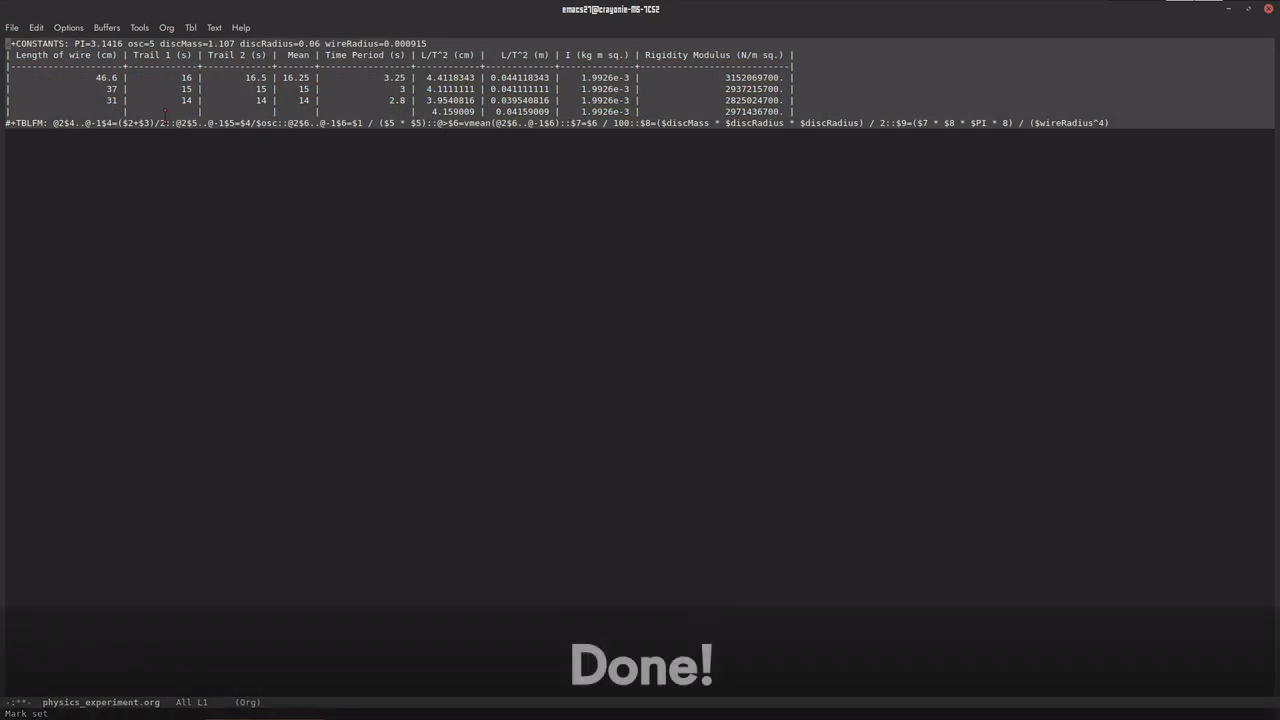 emacs27@crayonie-MS-7C52
File Edit Options Buffers Tools Org Tbl Text Help
+CONSTANTS: PI=3.1416 osc=5 discMass=1.107 discRadius=0.06 wireRadius=0.000915
| Length of wire (cm) | Trail 1 (s) | Trail 2 (s) | Mean | Time Period (s) | L/T^2 (cm) | L/T^2 (m) | I (kg m sq.) | Rigidity Modulus (N/m sq.) |
|---------------------+-------------+-------------+-------+-----------------+------------+-------------+--------------+----------------------------|
| 46.6 | 16 | 16.5 | 16.25 | 3.25 | 4.4118343 | 0.044118343 | 1.9926e-3 | 3152069700. |
| 37 | 15 | 15 | 15 | 3 | 4.1111111 | 0.041111111 | 1.9926e-3 | 2937215700. |
| 31 | 14 | 14 | 14 | 2.8 | 3.9540816 | 0.039540816 | 1.9926e-3 | 2825024700. |
| | | | | | 4.159009 | 0.04159009 | 1.9926e-3 | 2971436700. |
#+TBLFM: @2$4..@-1$4=($2+$3)/2::@2$5..@-1$5=$4/$osc::@2$6..@-1$6=$1 / ($5 * $5)::@>$6=vmean(@2$6..@-1$6)::$7=$6 / 100::$8=($discMass * $discRadius * $discRadius) / 2::$9=($7 * $8 * $PI * 8) / ($wireRadius^4)
Done!
-:**- physics_experiment.org All L1 (Org)
Mark set